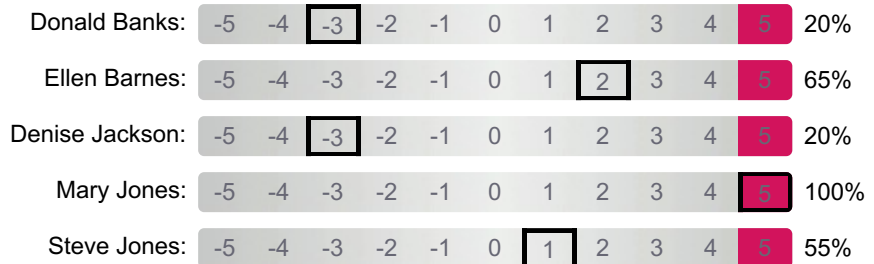 Donald Banks: -5 -4 -3 -2 -1 0 1 2 3 4 5 20%
Ellen Barnes: -5 -4 -3 -2 -1 0 1 2 3 4 5 65%
Denise Jackson: -5 -4 -3 -2 -1 0 1 2 3 4 5 20%
Mary Jones: -5 -4 -3 -2 -1 0 1 2 3 4 5 100%
Steve Jones: -5 -4 -3 -2 -1 0 1 2 3 4 5 55%